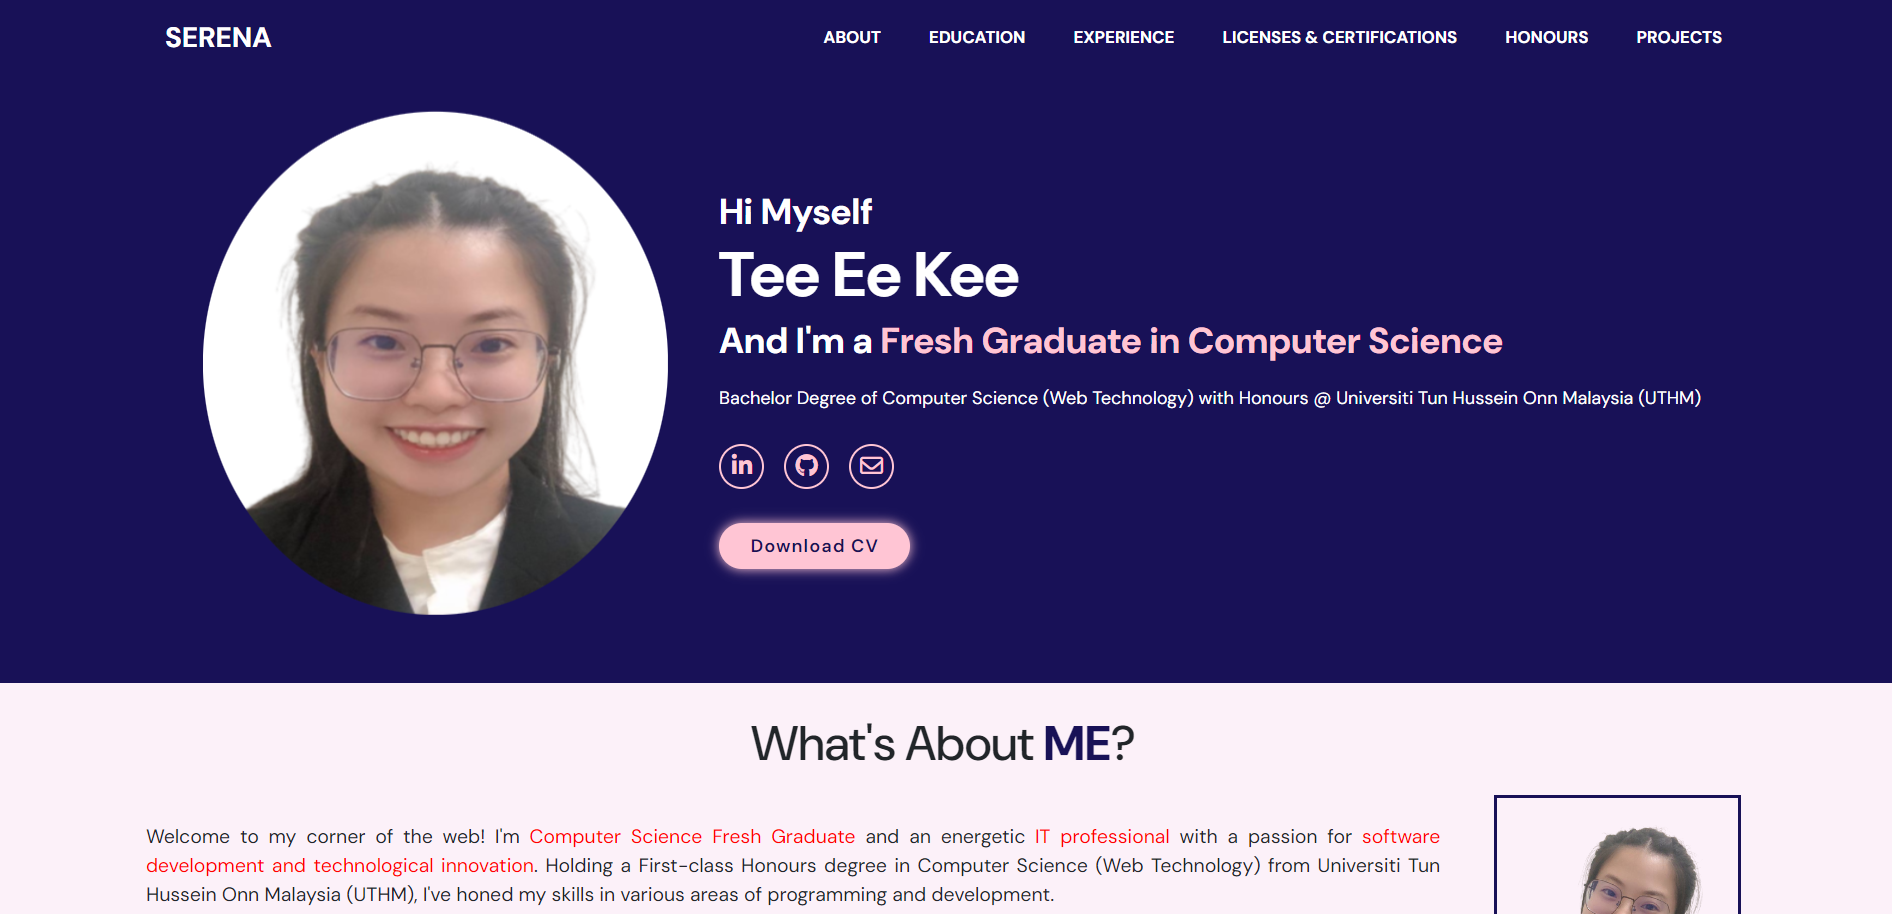 SERENA
ABOUT EDUCATION EXPERIENCE LICENSES & CERTIFICATIONS HONOURS PROJECTS
Hi Myself
Tee Ee Kee
And I'm a Fresh Graduate in Computer Science
Bachelor Degree of Computer Science (Web Technology) with Honours @ Universiti Tun Hussein Onn Malaysia (UTHM)
in
Download CV
What's About ME?
Welcome to my corner of the web! I'm Computer Science Fresh Graduate and an energetic IT professional with a passion for software
development and technological innovation. Holding a First-class Honours degree in Computer Science (Web Technology) from Universiti Tun
Hussein Onn Malaysia (UTHM), I've honed my skills in various areas of programming and development.